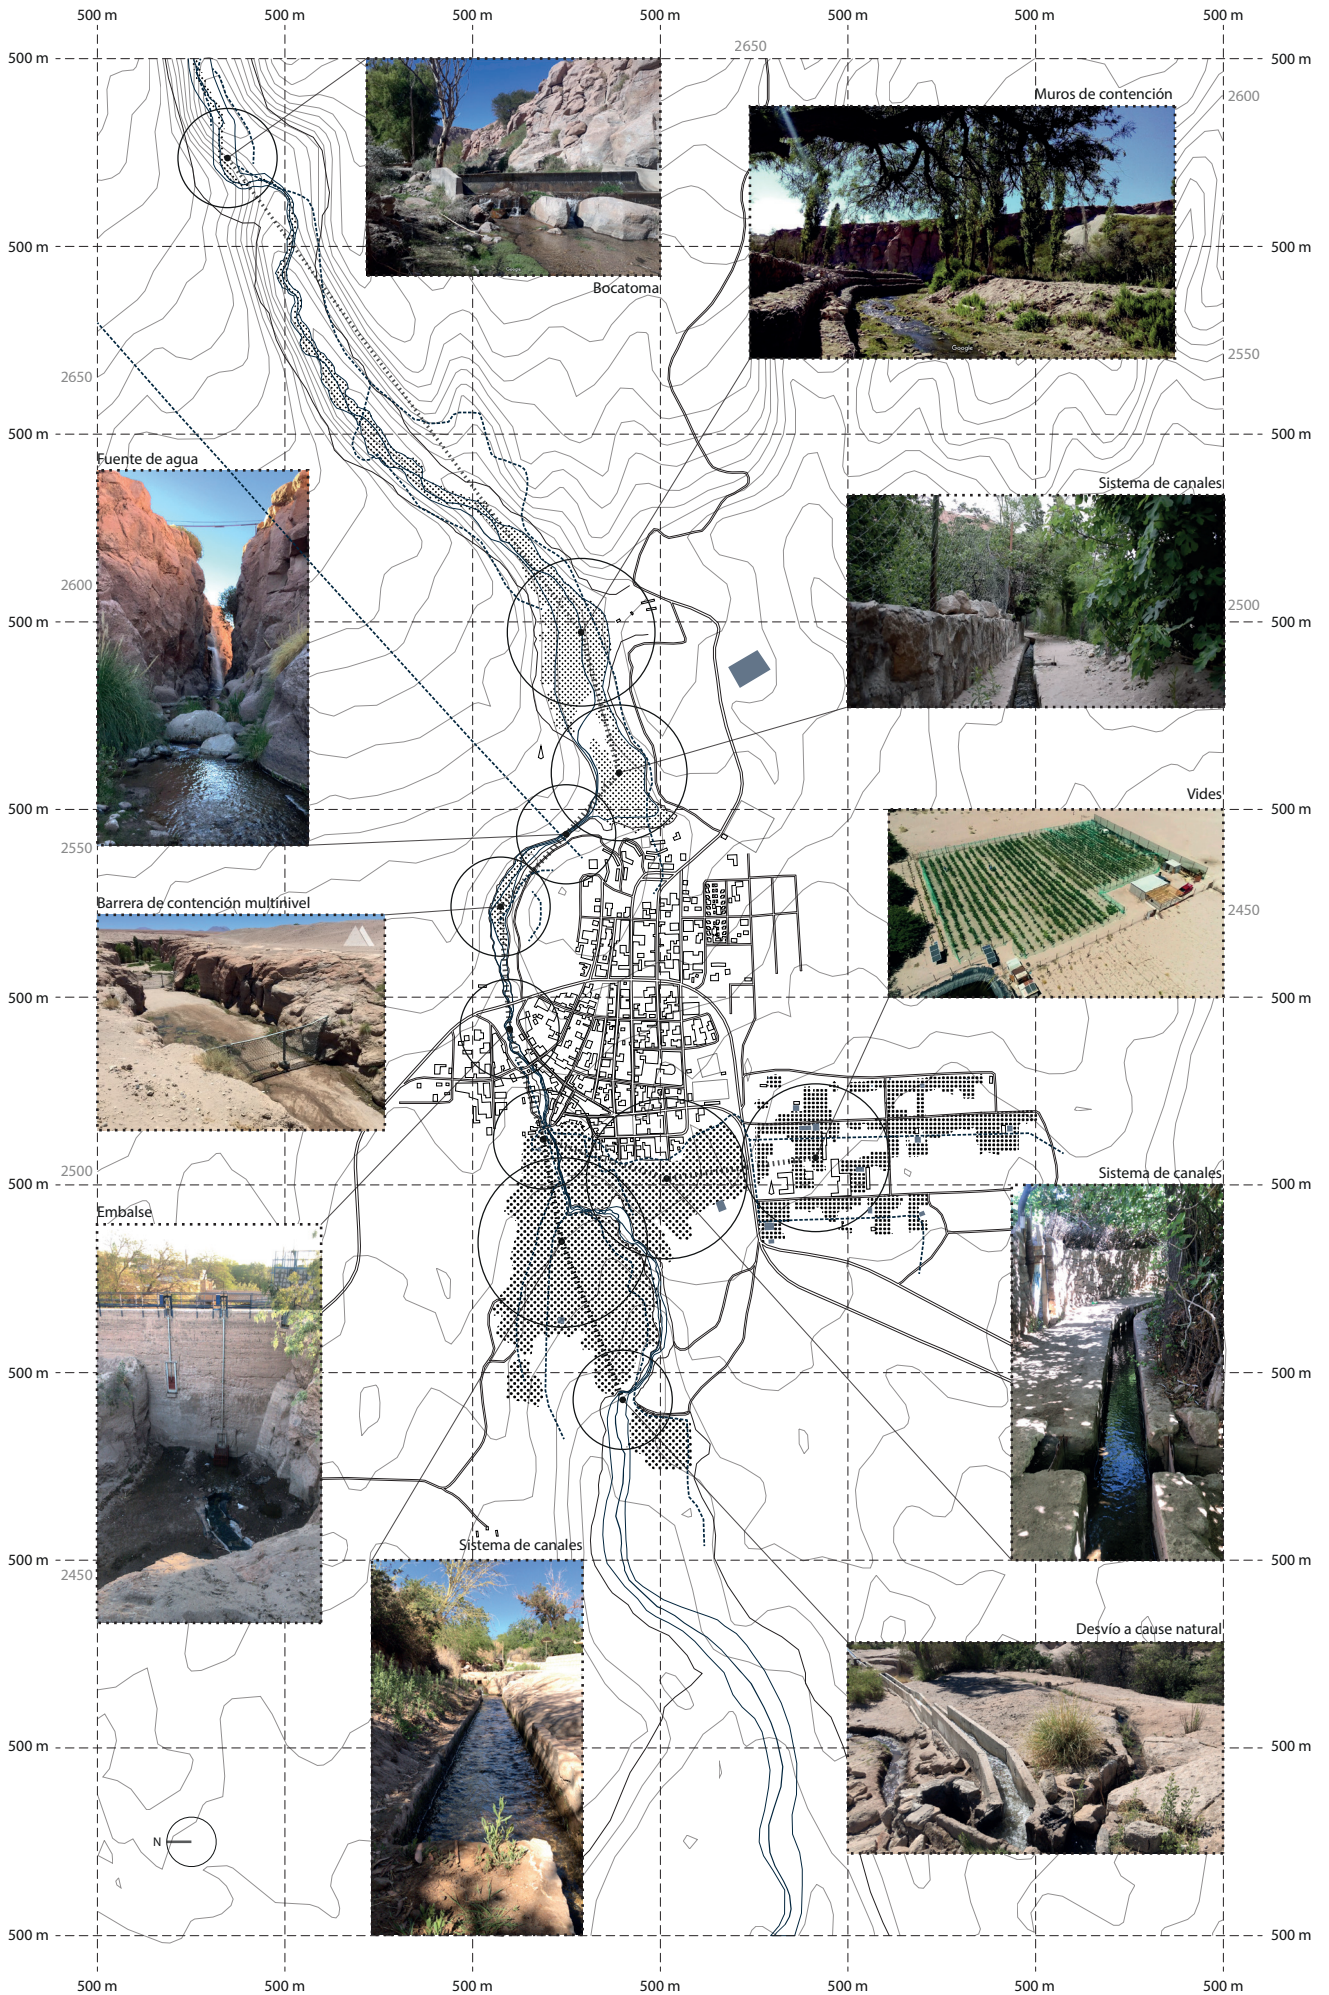 500 m 500 m 500 m 500 m 500 m 500 m 500 m
2650
500 m 500 m
Muros de contención
2600
500 m 500 m
Google
Bocatoma
Google
2550
2650
500 m 500 m
Fuente de agua
Sistema de canales
2600
2500
500 m 500 m
Vides
500 m 500 m
2550
Barrera de contención multinivel
2450
500 m 500 m
2500
Sistema de canales
500 m 500 m
Embalse
500 m 500 m
Sistema de canales
500 m 500 m
2450
Desvío a cause natural
500 m 500 m
N
500 m 500 m
500 m 500 m 500 m 500 m 500 m 500 m 500 m